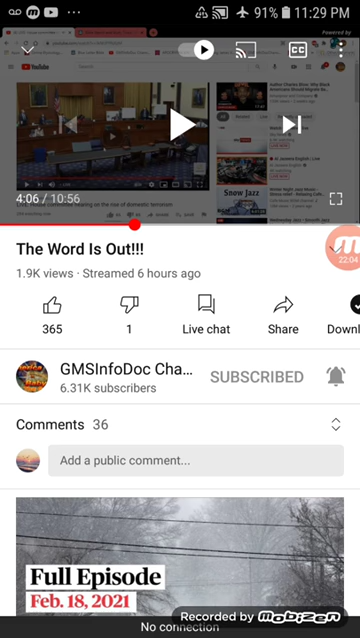 91% 11:29 PM
Powered by
YouTube
CC
4:06 / 10:56
Snow Jazz
The Word Is Out!!!
1.9K views · Streamed 6 hours ago
22:04
365
1
Live chat
Share
Downl
GMSInfoDoc Cha...
6.31K subscribers
SUBSCRIBED
Comments 36
Add a public comment...
Full Episode
Feb. 18, 2021
Recorded by Mobizen
No connection